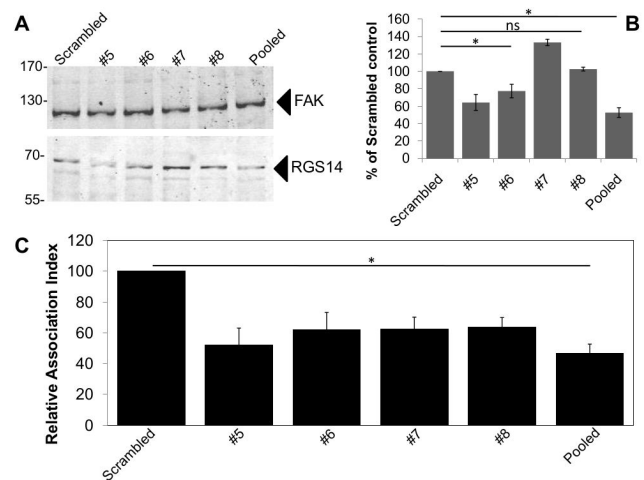 A
Scrambled #5 #6 #7 #8 Pooled
170-
130-
FAK
70-
55-
RGS14
B
% of Scrambled control
160
140
120
100
80
60
40
20
0
*
ns
*
Scrambled #5 #6 #7 #8 Pooled
C
Relative Association Index
120
100
80
60
40
20
0
*
Scrambled #5 #6 #7 #8 Pooled